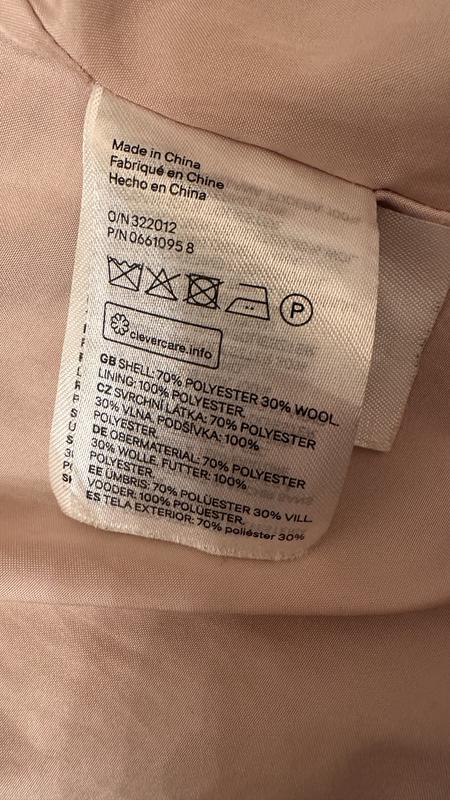 Made in China
Fabriqué en Chine
Hecho en China
O/N 322012
P/N 0661095 8
P
clevercare.info
GB SHELL: 70% POLYESTER 30% WOOL.
LINING: 100% POLYESTER.
CZ SVRCHNÍ LÁTKA: 70% POLYESTER
30% VLNA. PODŠÍVKA: 100%
POLYESTER.
DE OBERMATERIAL: 70% POLYESTER
30% WOLLE. FUTTER: 100%
POLYESTER.
EE ÜMBRIS: 70% POLÜESTER 30% VILL.
VOODER: 100% POLÜESTER.
ES TELA EXTERIOR: 70% poliéster 30%